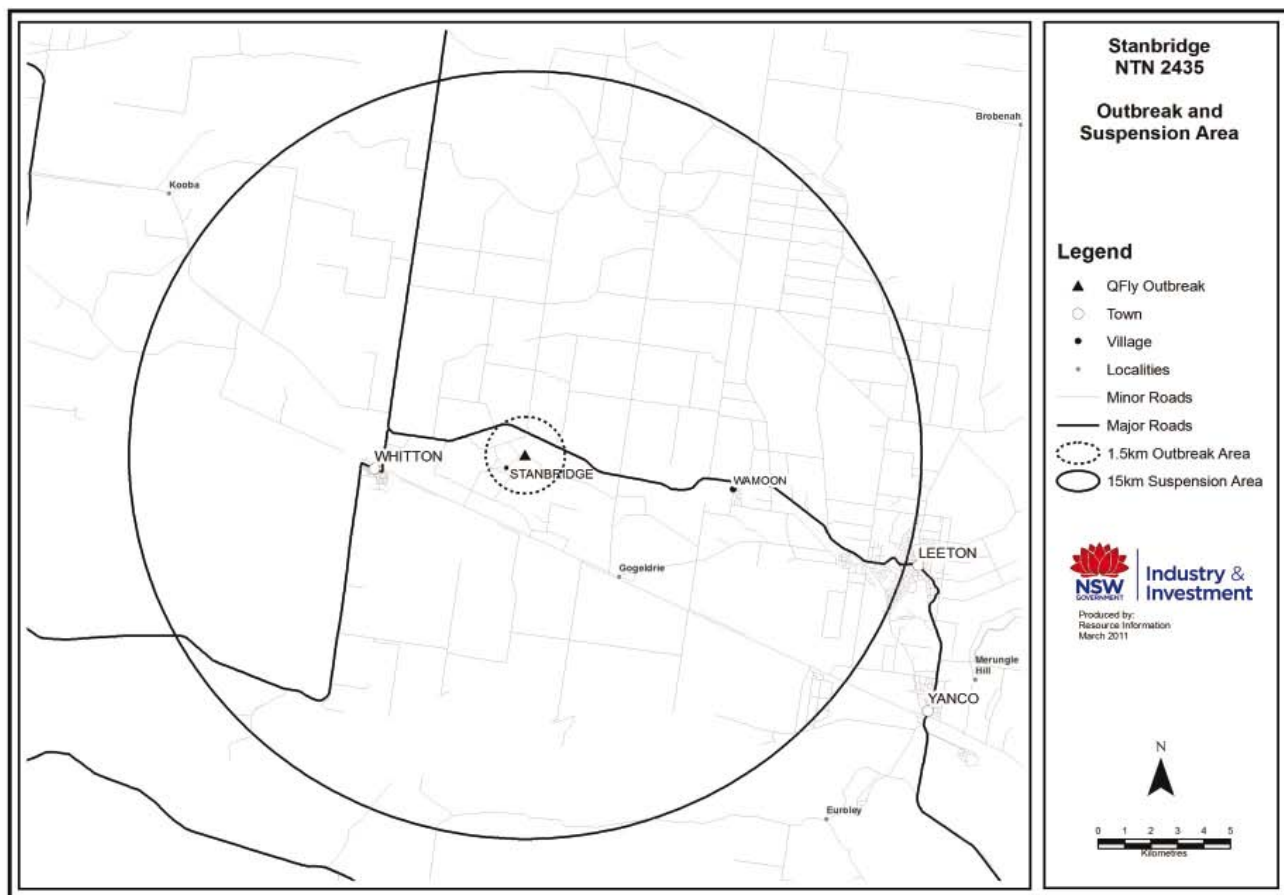 Brobenah
Kooba
WHITTON
STANBRIDGE
WAMOON
LEETON
Gogeldrie
Merungle
Hill
YANCO
Euroley
Stanbridge
NTN 2435
Outbreak and
Suspension Area
Legend
QFly Outbreak
Town
Village
Localities
Minor Roads
Major Roads
1.5km Outbreak Area
15km Suspension Area
NSW
GOVERNMENT
Industry &
Investment
Produced by:
Resource Information
March 2011
N
0 1 2 3 4 5
Kilometres